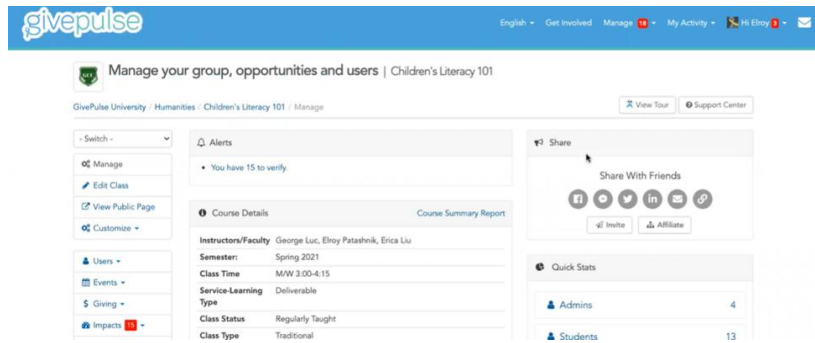 givepulse
English Get Involved Manage 18 My Activity Hi Elroy 3
Manage your group, opportunities and users | Children's Literacy 101
GivePulse University / Humanities / Children's Literacy 101 / Manage
View Tour
Support Center
- Switch -
Manage
Edit Class
View Public Page
Customize
Users
Events
$ Giving
Impacts 15
Alerts
• You have 15 to verify.
Course Details Course Summary Report
Instructors/Faculty George Luc, Elroy Patashnik, Erica Liu
Semester: Spring 2021
Class Time M/W 3:00-4:15
Service-Learning Type Deliverable
Class Status Regularly Taught
Class Type Traditional
Share
Share With Friends
Invite
Affiliate
Quick Stats
Admins 4
Students 13